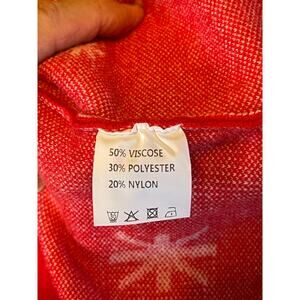 50% VISCOSE
30% POLYESTER
20% NYLON